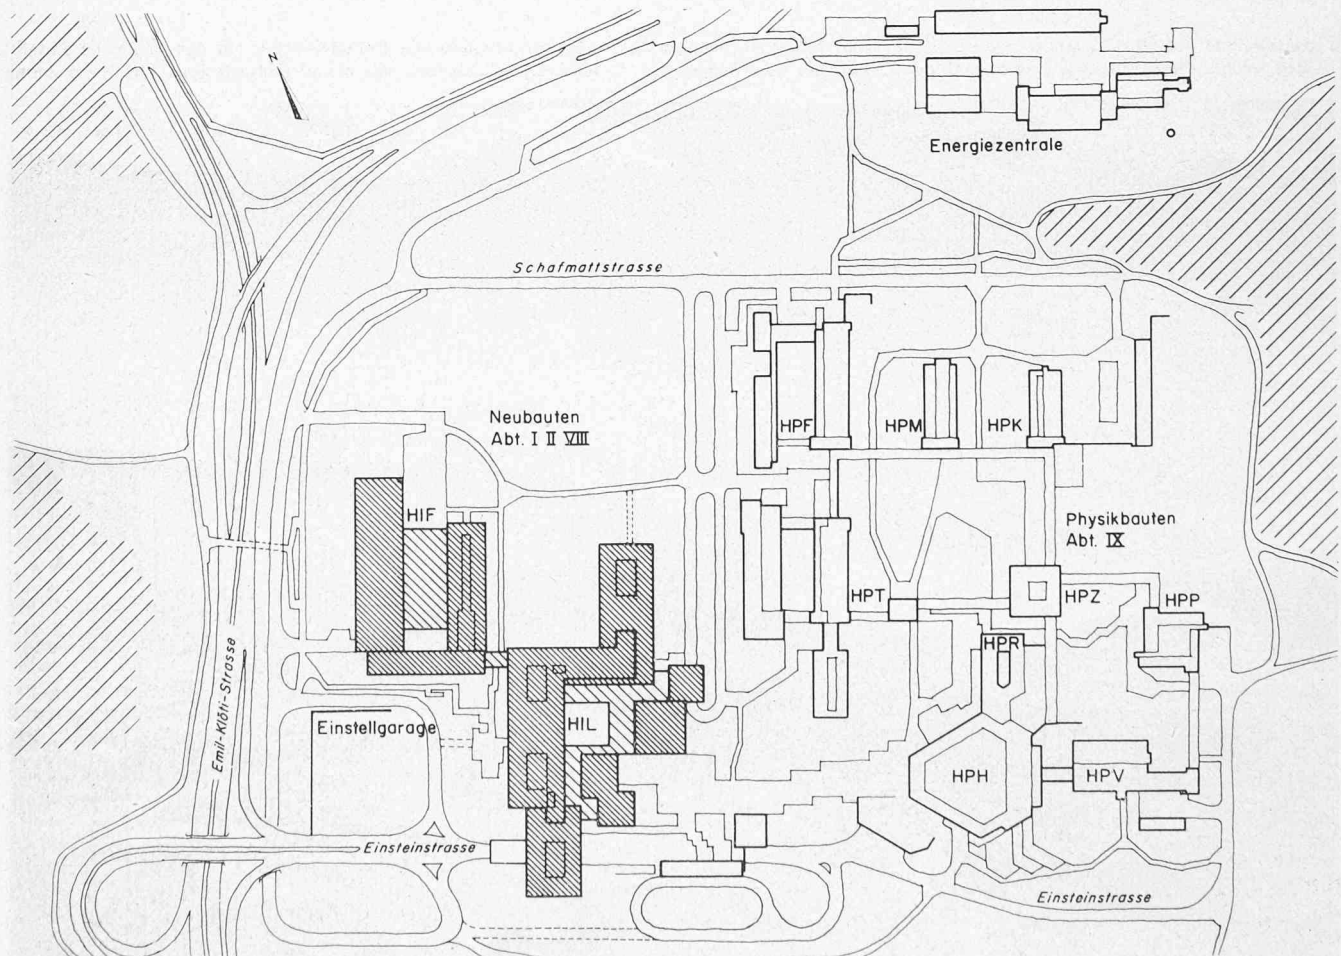 N
Energiezentrale
Schafmattstrasse
Neubauten
Abt. I II VIII
HPF
HPM
HPK
HIF
Physikbauten
Abt. IX
HPT
HPZ
HPP
HPR
Emil-Klöti-Strasse
Einstellgarage
HIL
HPH
HPV
Einsteinstrasse
Einsteinstrasse